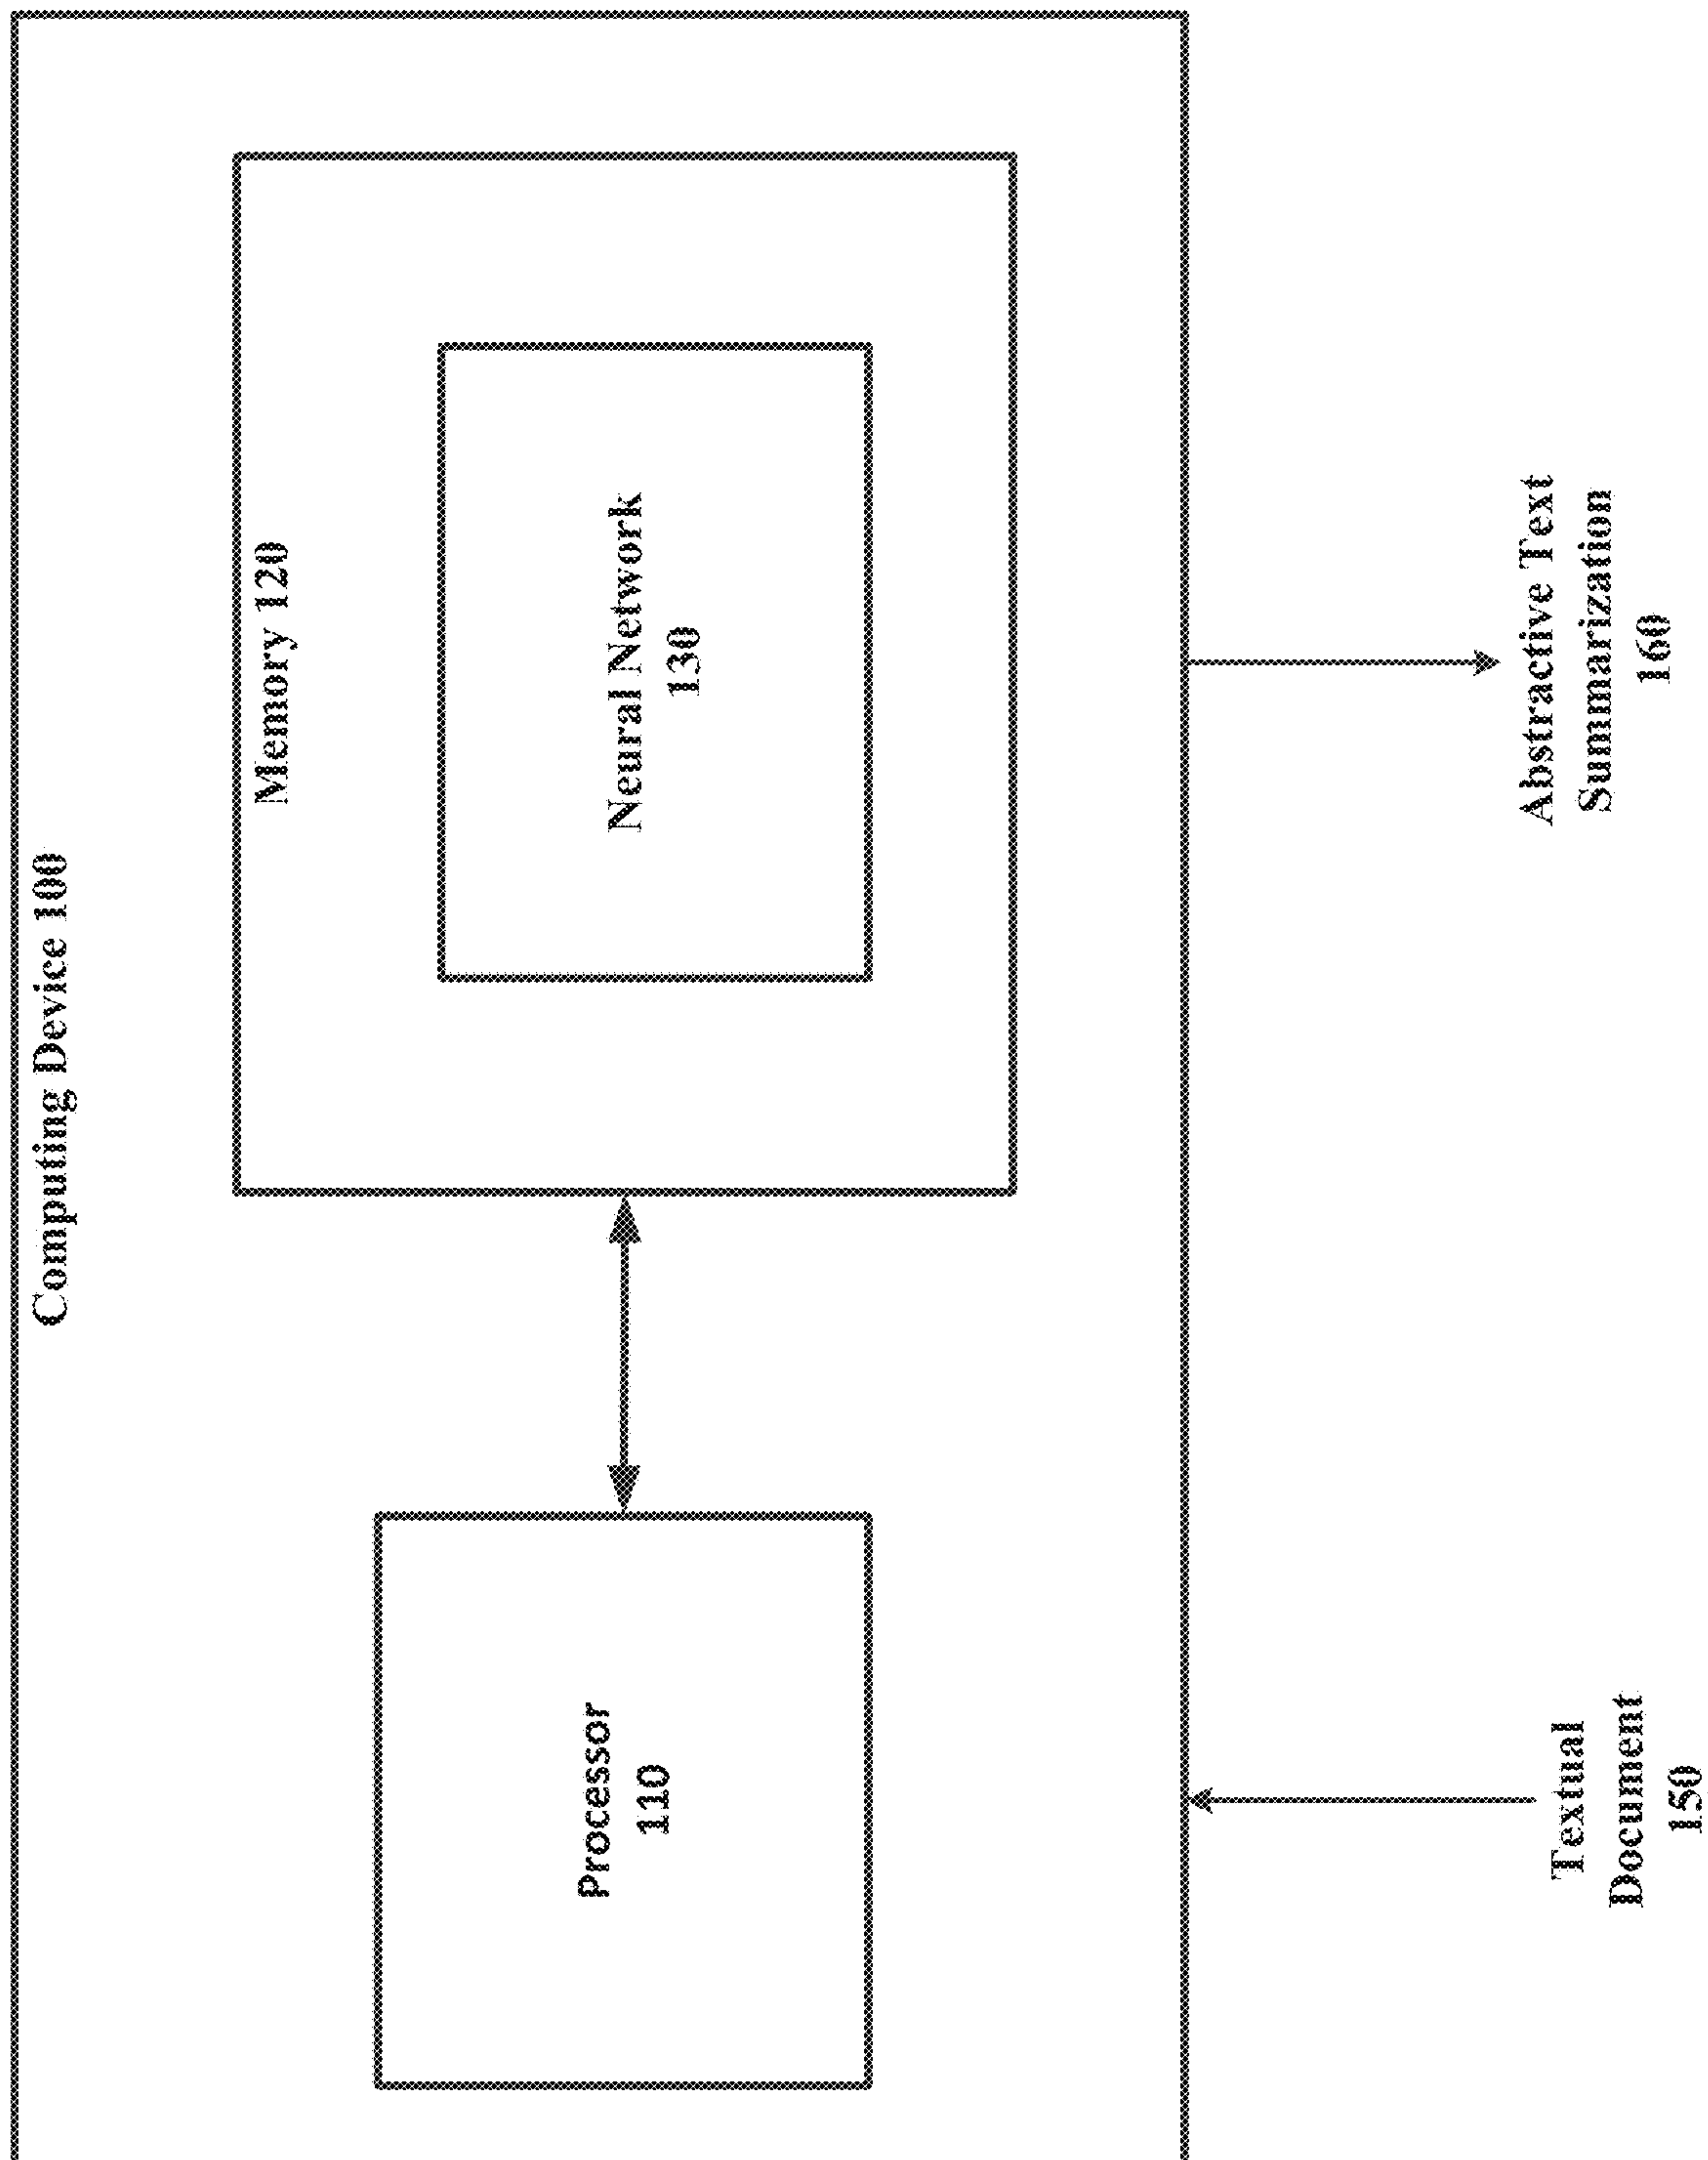 Computing Device 100
Processor
110
Memory 120
Neural Network
130
Textual
Document
150
Abstractive Text
Summarization
160